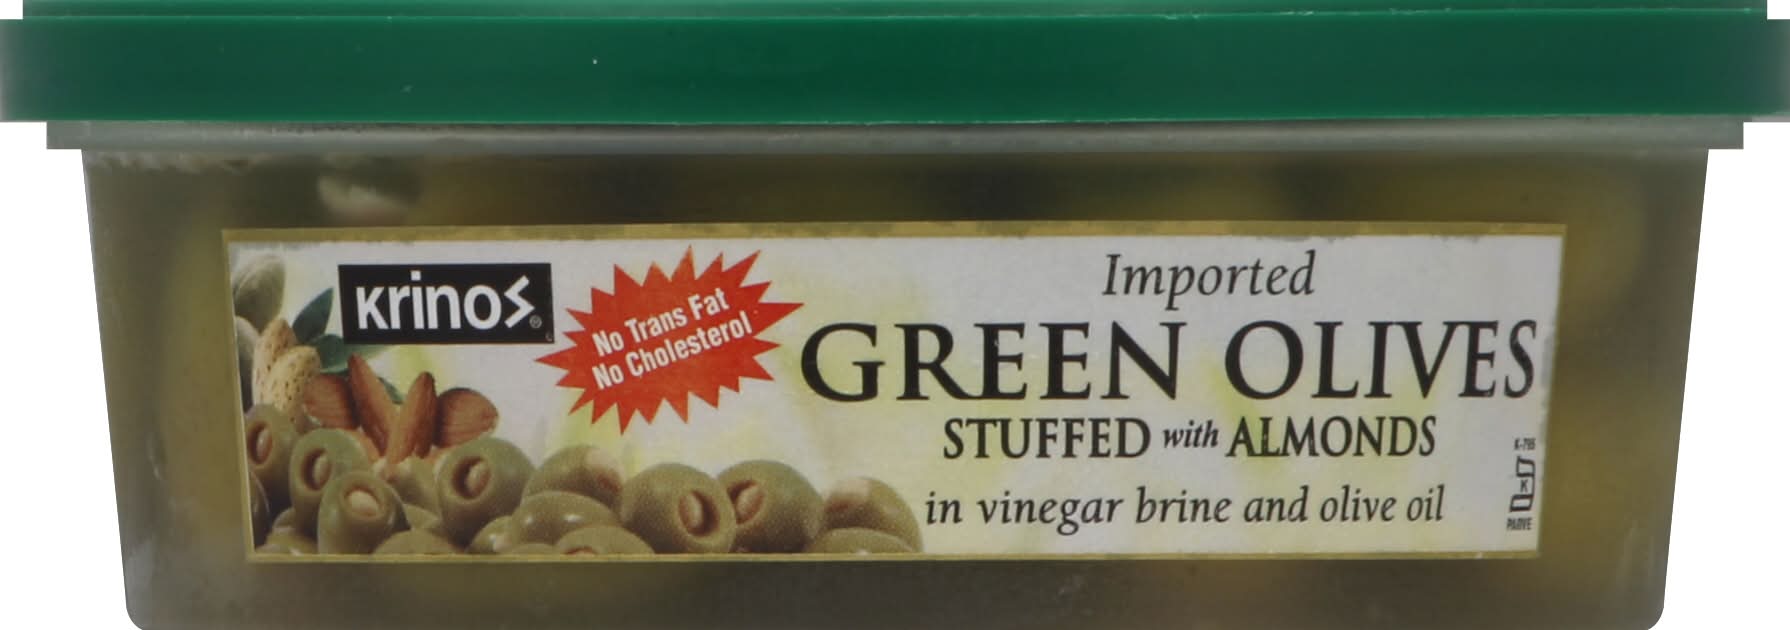 Krinos®
No Trans Fat
No Cholesterol
Imported
GREEN OLIVES
STUFFED with ALMONDS
in vinegar brine and olive oil
K-795
K
PARVE